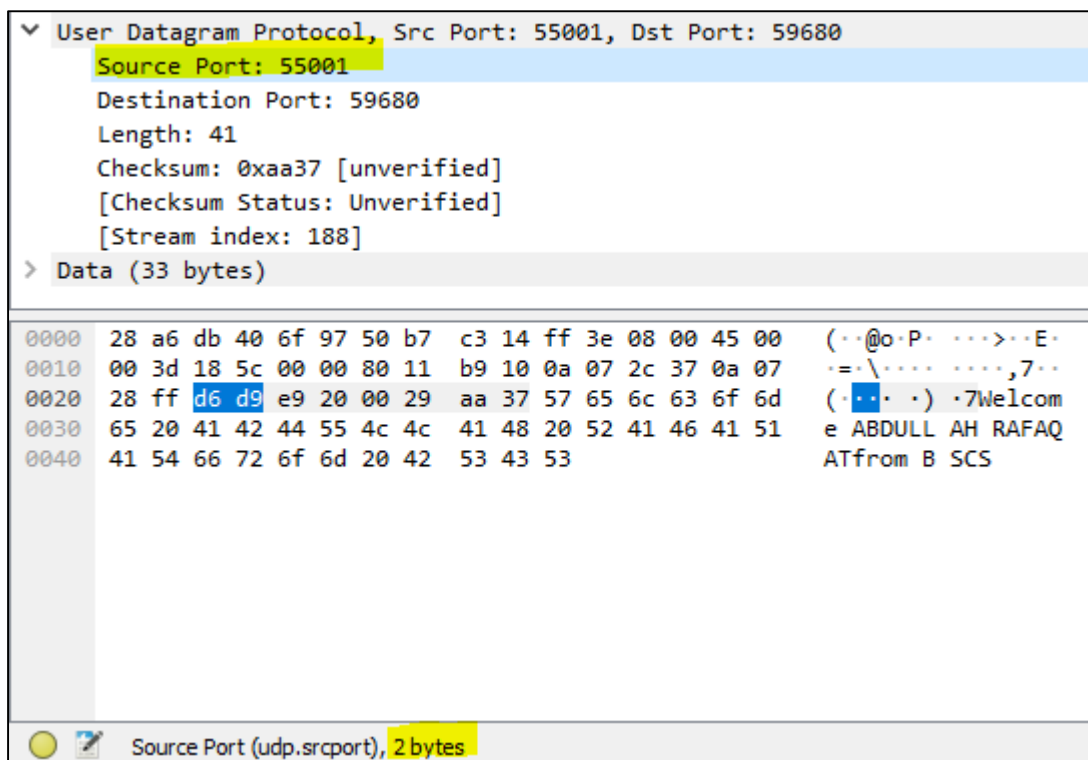 User Datagram Protocol, Src Port: 55001, Dst Port: 59680
Source Port: 55001
Destination Port: 59680
Length: 41
Checksum: 0xaa37 [unverified]
[Checksum Status: Unverified]
[Stream index: 188]
Data (33 bytes)
0000 28 a6 db 40 6f 97 50 b7 c3 14 ff 3e 08 00 45 00 (··@o·P· ···>··E·
0010 00 3d 18 5c 00 00 80 11 b9 10 0a 07 2c 37 0a 07 ·=·\···· ····,7··
0020 28 ff d6 d9 e9 20 00 29 aa 37 57 65 6c 63 6f 6d (···· ·) ·7Welcom
0030 65 20 41 42 44 55 4c 4c 41 48 20 52 41 46 41 51 e ABDULL AH RAFAQ
0040 41 54 66 72 6f 6d 20 42 53 43 53 ATfrom B SCS
Source Port (udp.srcport), 2 bytes